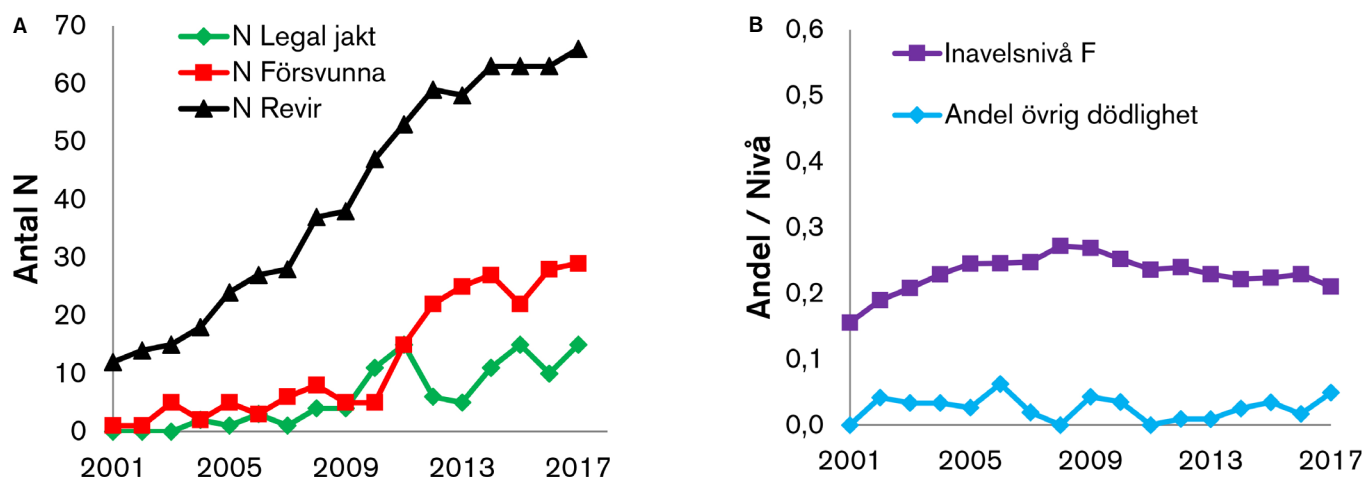 A
N Legal jakt
N Försvunna
N Revir
Antal N
70
60
50
40
30
20
10
0
2001 2005 2009 2013 2017
B
Inavelsnivå F
Andel övrig dödlighet
Andel / Nivå
0,6
0,5
0,4
0,3
0,2
0,1
0,0
2001 2005 2009 2013 2017